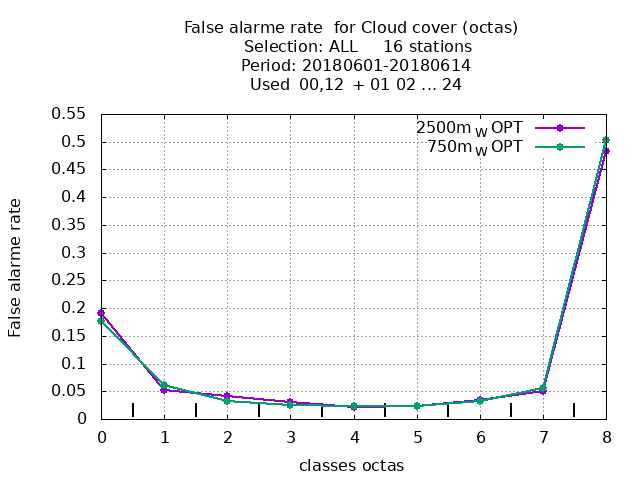 False alarme rate  for Cloud cover (octas)
Selection: ALL     16 stations
Period: 20180601-20180614
Used  00,12  + 01 02 ... 24
2500m W OPT
750m W OPT
0.55
0.5
0.45
0.4
0.35
0.3
0.25
0.2
0.15
0.1
0.05
0
False alarme rate
0 1 2 3 4 5 6 7 8
classes octas